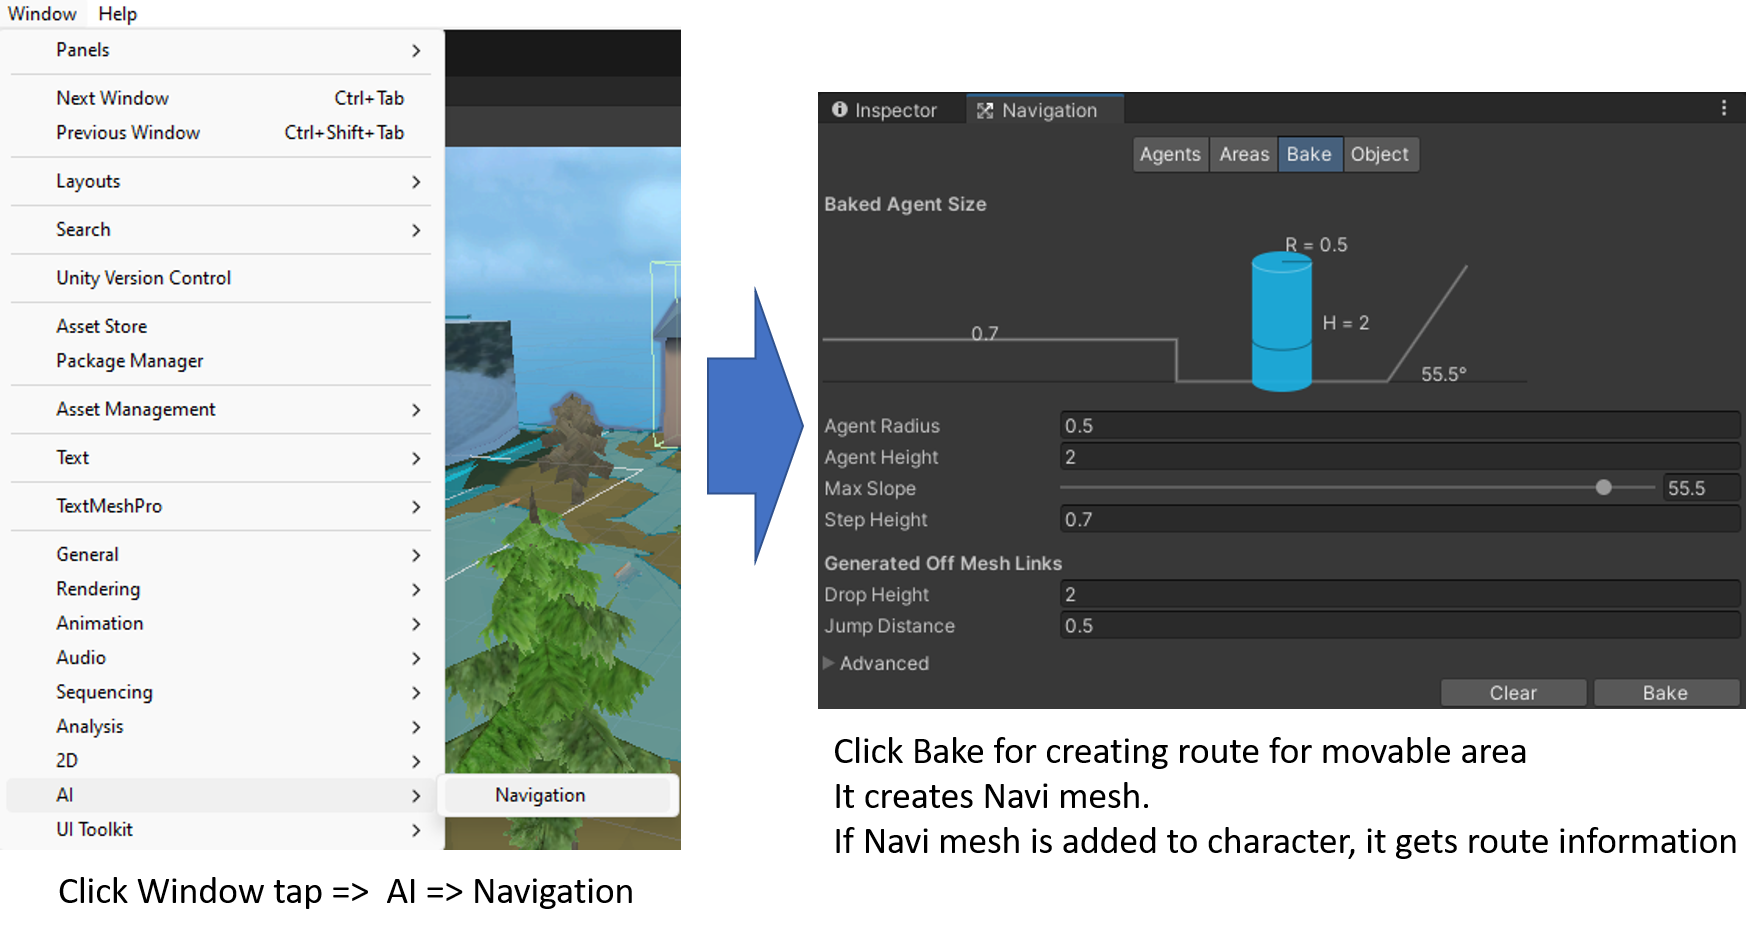 Window Help
Panels
Next Window Ctrl+Tab
Previous Window Ctrl+Shift+Tab
Layouts
Search
Unity Version Control
Asset Store
Package Manager
Asset Management
Text
TextMeshPro
General
Rendering
Animation
Audio
Sequencing
Analysis
2D
AI
Navigation
UI Toolkit
Click Window tap => AI => Navigation
Inspector Navigation
Agents Areas Bake Object
Baked Agent Size
R = 0.5
H = 2
0.7
55.5°
Agent Radius 0.5
Agent Height 2
Max Slope 55.5
Step Height 0.7
Generated Off Mesh Links
Drop Height 2
Jump Distance 0.5
Advanced
Clear Bake
Click Bake for creating route for movable area
It creates Navi mesh.
If Navi mesh is added to character, it gets route information